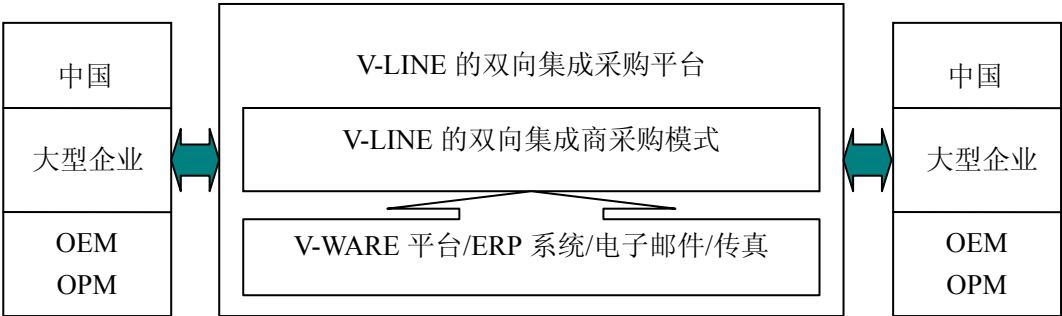 中国
大型企业
OEM
OPM
V-LINE 的双向集成采购平台
V-LINE 的双向集成商采购模式
V-WARE 平台/ERP 系统/电子邮件/传真
中国
大型企业
OEM
OPM